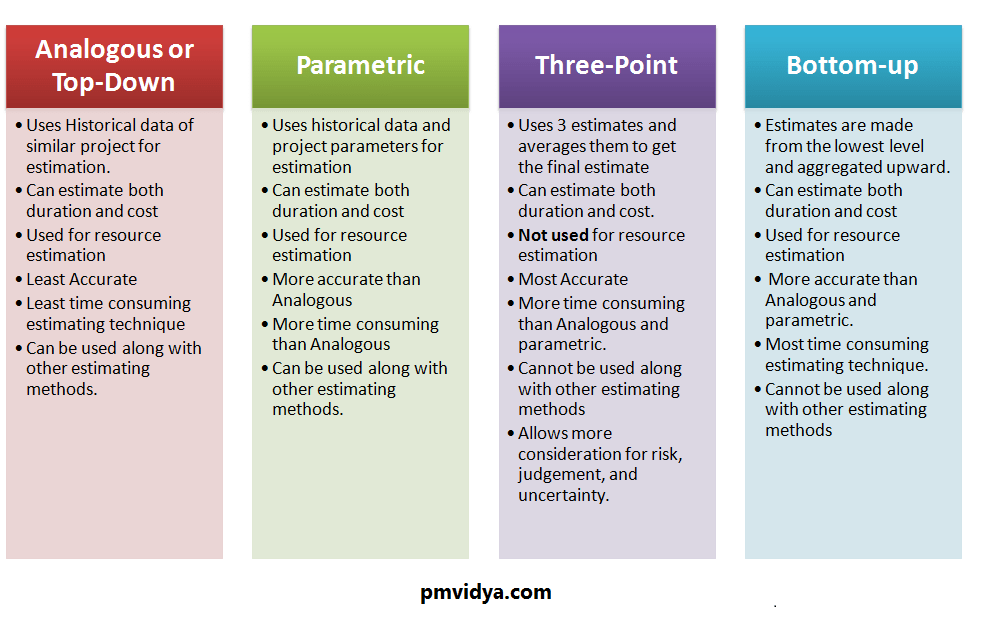 Analogous or
Top-Down
• Uses Historical data of
similar project for
estimation.
• Can estimate both
duration and cost
• Used for resource
estimation
• Least Accurate
• Least time consuming
estimating technique
• Can be used along with
other estimating
methods.
Parametric
• Uses historical data and
project parameters for
estimation
• Can estimate both
duration and cost
• Used for resource
estimation
• More accurate than
Analogous
• More time consuming
than Analogous
• Can be used along with
other estimating
methods.
Three-Point
• Uses 3 estimates and
averages them to get
the final estimate
• Can estimate both
duration and cost.
• Not used for resource
estimation
• Most Accurate
• More time consuming
than Analogous and
parametric.
• Cannot be used along
with other estimating
methods
• Allows more
consideration for risk,
judgement, and
uncertainty.
Bottom-up
• Estimates are made
from the lowest level
and aggregated upward.
• Can estimate both
duration and cost
• Used for resource
estimation
• More accurate than
Analogous and
parametric.
• Most time consuming
estimating technique.
• Cannot be used along
with other estimating
methods
pmvidya.com
.